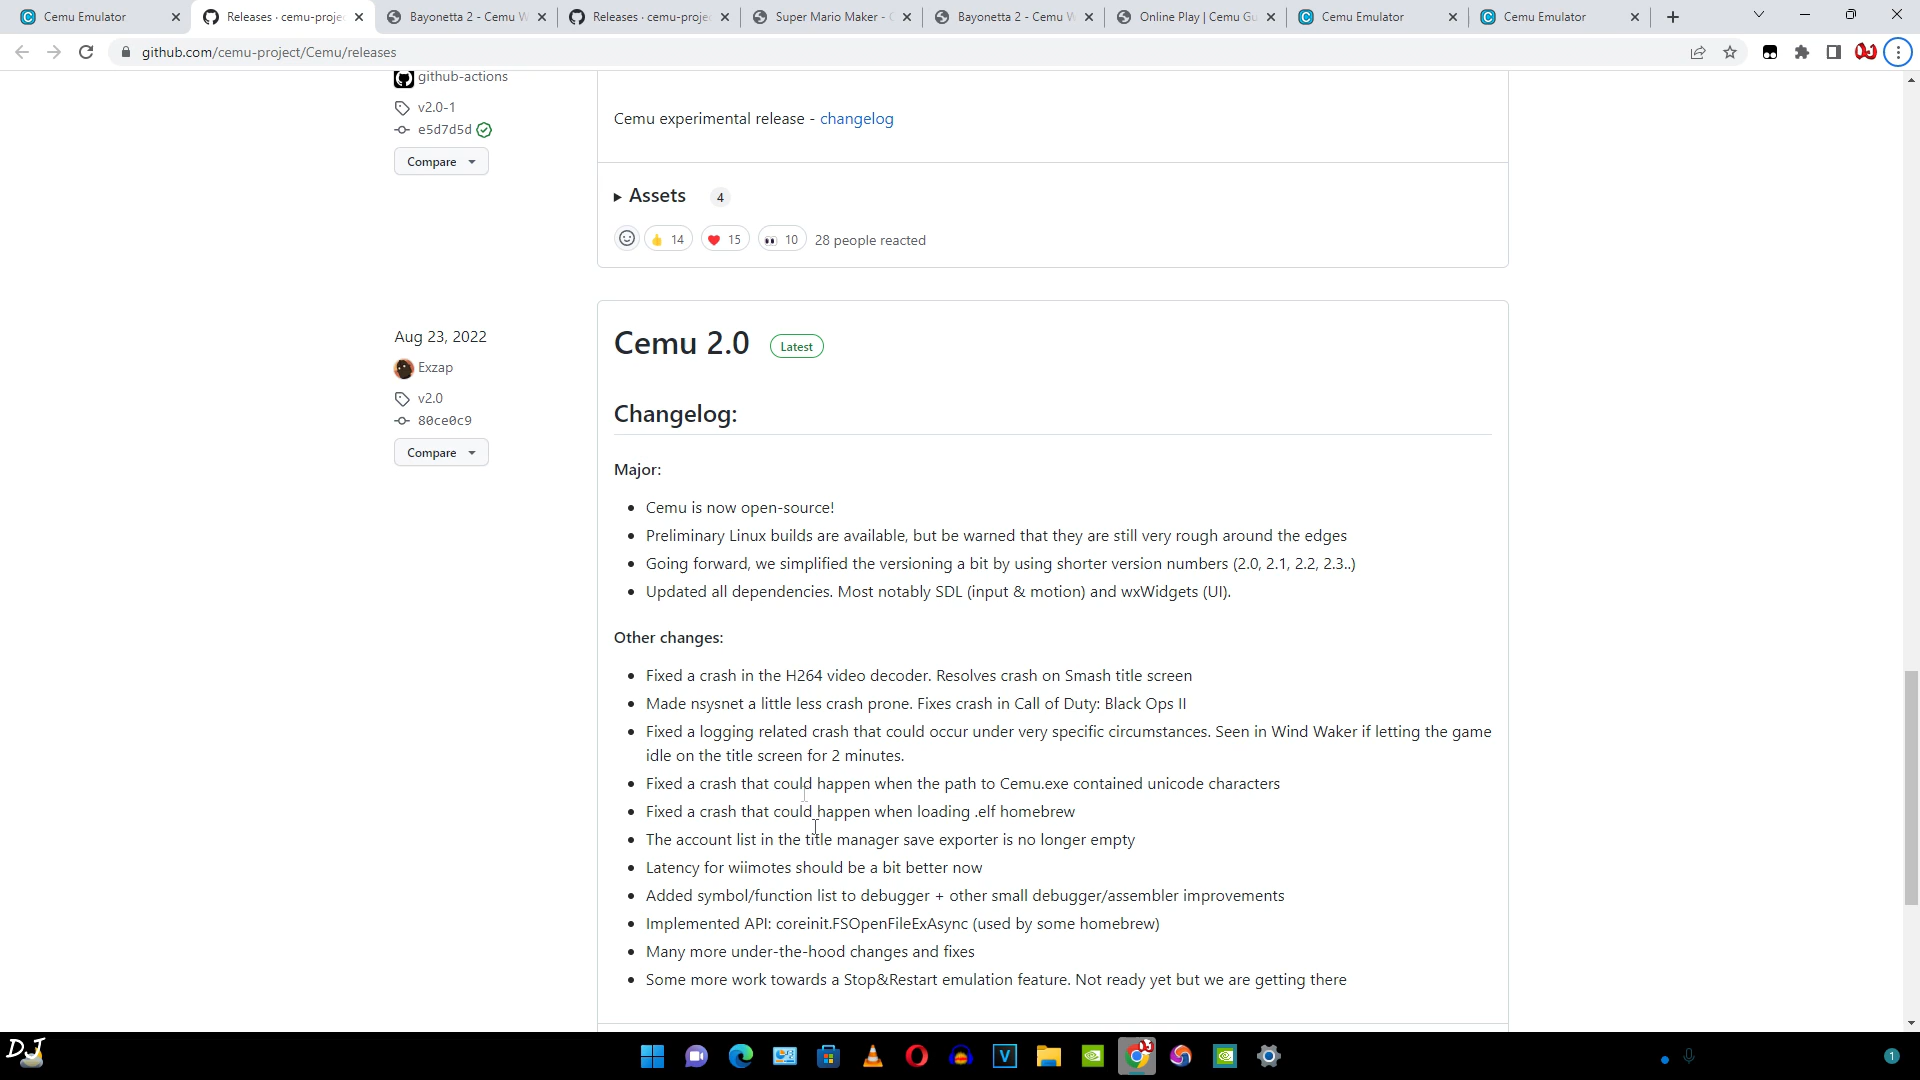 Cemu Emulator
Releases · cemu-proje
Bayonetta 2 - Cemu W
Releases · cemu-proje
Super Mario Maker -
Bayonetta 2 - Cemu W
Online Play | Cemu Gu
Cemu Emulator
Cemu Emulator
github.com/cemu-project/Cemu/releases
github-actions
v2.0-1
e5d7d5d
Compare
Cemu experimental release - changelog
Assets 4
14 15 10 28 people reacted
Aug 23, 2022
Exzap
v2.0
80ce0c9
Compare
Cemu 2.0 Latest
Changelog:
Major:
Cemu is now open-source!
Preliminary Linux builds are available, but be warned that they are still very rough around the edges
Going forward, we simplified the versioning a bit by using shorter version numbers (2.0, 2.1, 2.2, 2.3..)
Updated all dependencies. Most notably SDL (input & motion) and wxWidgets (UI).
Other changes:
Fixed a crash in the H264 video decoder. Resolves crash on Smash title screen
Made nsysnet a little less crash prone. Fixes crash in Call of Duty: Black Ops II
Fixed a logging related crash that could occur under very specific circumstances. Seen in Wind Waker if letting the game
idle on the title screen for 2 minutes.
Fixed a crash that could happen when the path to Cemu.exe contained unicode characters
Fixed a crash that could happen when loading .elf homebrew
The account list in the title manager save exporter is no longer empty
Latency for wiimotes should be a bit better now
Added symbol/function list to debugger + other small debugger/assembler improvements
Implemented API: coreinit.FSOpenFileExAsync (used by some homebrew)
Many more under-the-hood changes and fixes
Some more work towards a Stop&Restart emulation feature. Not ready yet but we are getting there
DJ
V
1